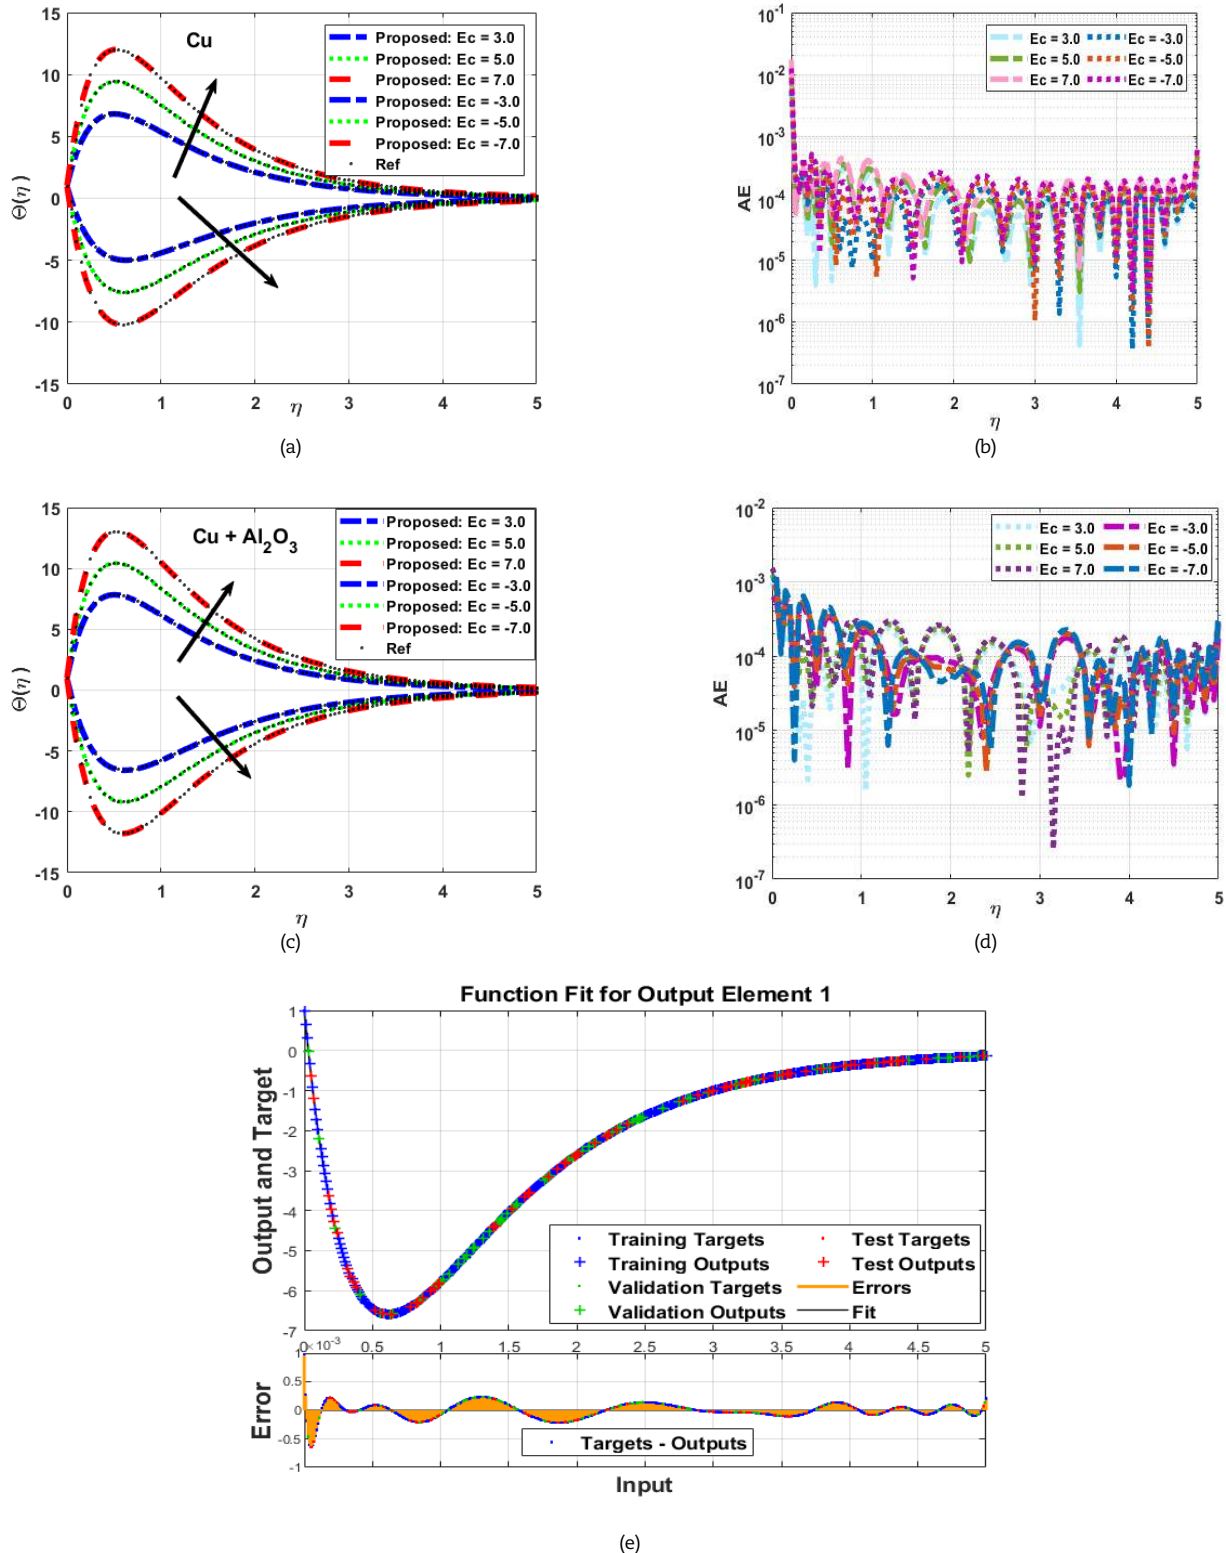 15
10
5
0
-5
-10
-15
Θ(η)
Cu
Proposed: Ec = 3.0
Proposed: Ec = 5.0
Proposed: Ec = 7.0
Proposed: Ec = -3.0
Proposed: Ec = -5.0
Proposed: Ec = -7.0
Ref
0 1 2 3 4 5
η
(a)
10⁻¹
10⁻²
10⁻³
10⁻⁴
10⁻⁵
10⁻⁶
10⁻⁷
AE
Ec = 3.0 Ec = -3.0
Ec = 5.0 Ec = -5.0
Ec = 7.0 Ec = -7.0
0 1 2 3 4 5
η
(b)
15
10
5
0
-5
-10
-15
Θ(η)
Cu + Al₂O₃
Proposed: Ec = 3.0
Proposed: Ec = 5.0
Proposed: Ec = 7.0
Proposed: Ec = -3.0
Proposed: Ec = -5.0
Proposed: Ec = -7.0
Ref
0 1 2 3 4 5
η
(c)
10⁻²
10⁻³
10⁻⁴
10⁻⁵
10⁻⁶
10⁻⁷
AE
Ec = 3.0 Ec = -3.0
Ec = 5.0 Ec = -5.0
Ec = 7.0 Ec = -7.0
0 1 2 3 4 5
η
(d)
Function Fit for Output Element 1
1
0
-1
-2
-3
-4
-5
-6
-7
Output and Target
Training Targets Test Targets
Training Outputs Test Outputs
Validation Targets Errors
Validation Outputs Fit
0 0.5 1 1.5 2 2.5 3 3.5 4 4.5 5
×10⁻³
1
0.5
0
-0.5
-1
Error
Targets - Outputs
Input
(e)